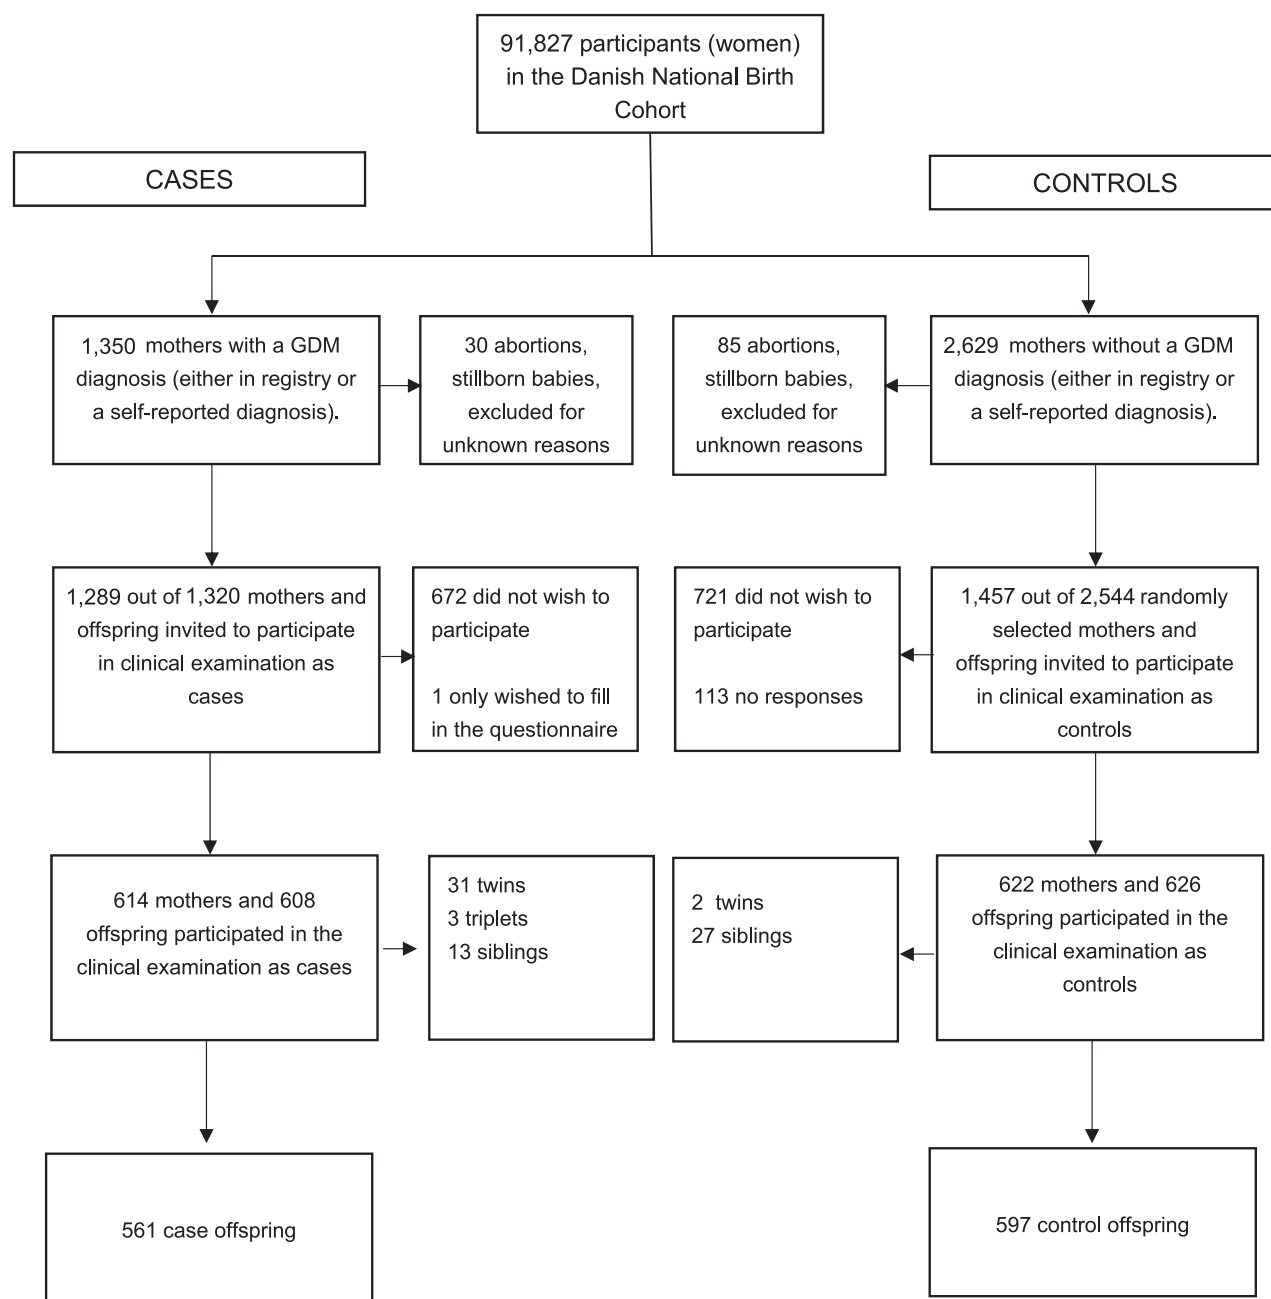 91,827 participants (women)
in the Danish National Birth
Cohort
CASES
CONTROLS
1,350 mothers with a GDM
diagnosis (either in registry or
a self-reported diagnosis).
30 abortions,
stillborn babies,
excluded for
unknown reasons
85 abortions,
stillborn babies,
excluded for
unknown reasons
2,629 mothers without a GDM
diagnosis (either in registry or
a self-reported diagnosis).
1,289 out of 1,320 mothers and
offspring invited to participate
in clinical examination as
cases
672 did not wish to
participate
1 only wished to fill
in the questionnaire
721 did not wish to
participate
113 no responses
1,457 out of 2,544 randomly
selected mothers and
offspring invited to participate
in clinical examination as
controls
614 mothers and 608
offspring participated in the
clinical examination as cases
31 twins
3 triplets
13 siblings
2 twins
27 siblings
622 mothers and 626
offspring participated in the
clinical examination as
controls
561 case offspring
597 control offspring